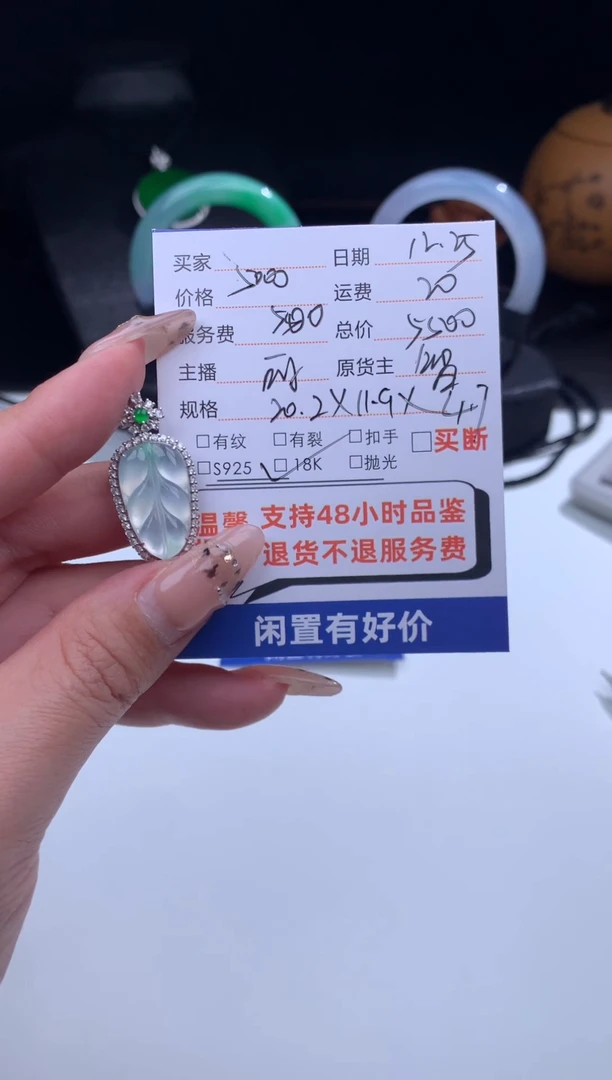 买家 日期 12.25
价格 5000 运费 20
服务费 500 总价 5500
主播 原货主
规格 20.2X11.9X4.7
□有纹 □有裂 □扣手 □买断
□S925 ✓□18K □抛光
温馨 支持48小时品鉴
退货不退服务费
闲置有好价